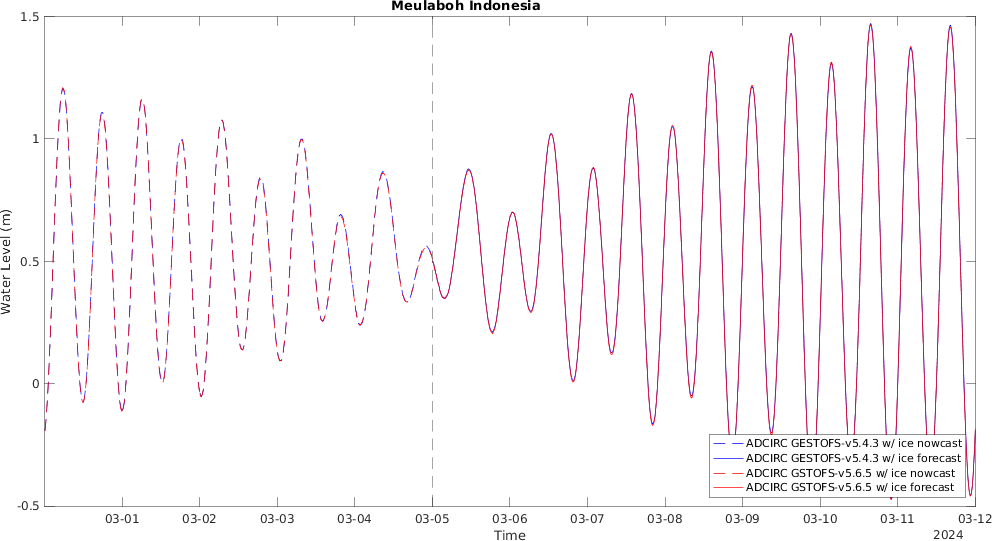 Meulaboh Indonesia
1.5
1
0.5
0
-0.5
Water Level (m)
ADCIRC GESTOFS-v5.4.3 w/ ice nowcast
ADCIRC GESTOFS-v5.4.3 w/ ice forecast
ADCIRC GSTOFS-v5.6.5 w/ ice nowcast
ADCIRC GSTOFS-v5.6.5 w/ ice forecast
03-01 03-02 03-03 03-04 03-05 03-06 03-07 03-08 03-09 03-10 03-11 03-12
Time
2024